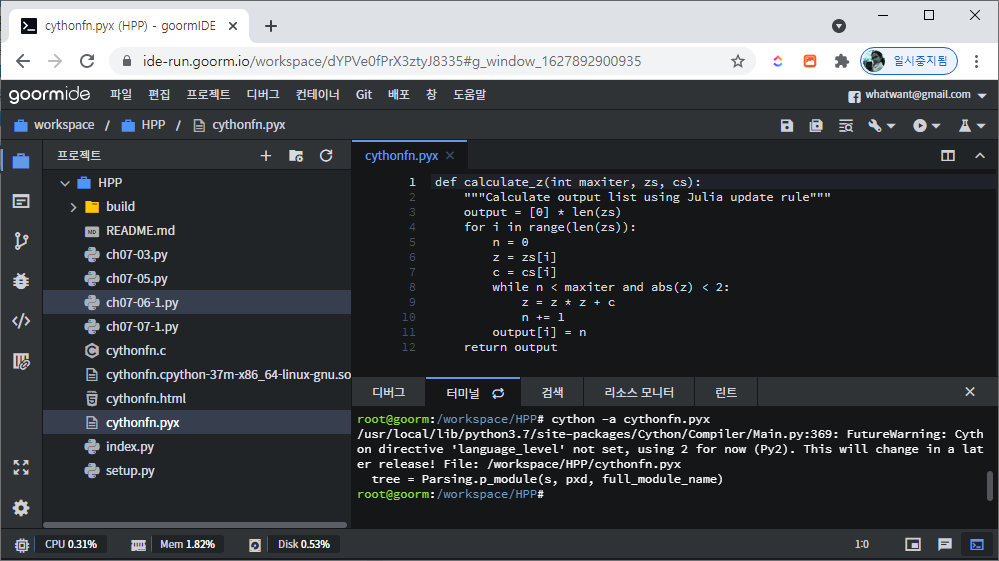 cythonfn.pyx (HPP) - goormIDE
ide-run.goorm.io/workspace/dYPVe0fPrX3ztyJ8335#g_window_1627892900935
일시중지됨
goormide 파일 편집 프로젝트 디버그 컨테이너 Git 배포 창 도움말 whatwant@gmail.com
workspace / HPP / cythonfn.pyx
프로젝트
HPP
build
README.md
ch07-03.py
ch07-05.py
ch07-06-1.py
ch07-07-1.py
cythonfn.c
cythonfn.cpython-37m-x86_64-linux-gnu.so
cythonfn.html
cythonfn.pyx
index.py
setup.py
cythonfn.pyx
1 def calculate_z(int maxiter, zs, cs):
2     """Calculate output list using Julia update rule"""
3     output = [0] * len(zs)
4     for i in range(len(zs)):
5         n = 0
6         z = zs[i]
7         c = cs[i]
8         while n < maxiter and abs(z) < 2:
9             z = z * z + c
10             n += 1
11         output[i] = n
12     return output
디버그 터미널 검색 리소스 모니터 린트
root@goorm:/workspace/HPP# cython -a cythonfn.pyx
/usr/local/lib/python3.7/site-packages/Cython/Compiler/Main.py:369: FutureWarning: Cyth
on directive 'language_level' not set, using 2 for now (Py2). This will change in a lat
er release! File: /workspace/HPP/cythonfn.pyx
  tree = Parsing.p_module(s, pxd, full_module_name)
root@goorm:/workspace/HPP#
CPU 0.31% Mem 1.82% Disk 0.53% 1:0